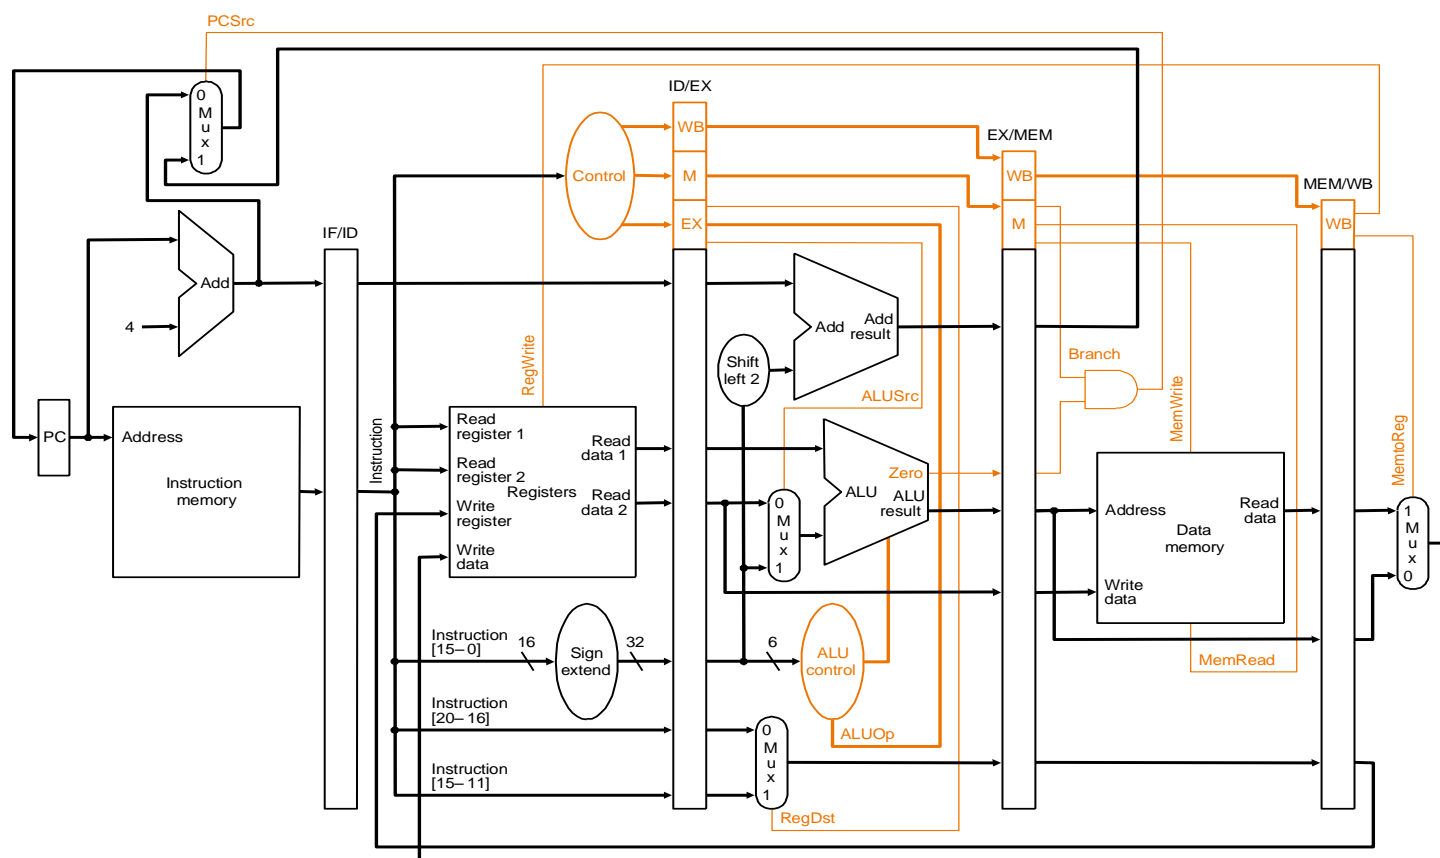 PCSrc
ID/EX
0
M
u
x
1
WB
EX/MEM
Control
M
WB
MEM/WB
EX
M
WB
IF/ID
Add
4
Add
Add
result
Shift
left 2
RegWrite
Branch
ALUSrc
MemWrite
PC
Address
Instruction
memory
Instruction
Read
register 1
Read
register 2
Write
register
Write
data
Registers
Read
data 1
Read
data 2
0
M
u
x
1
Zero
ALU
ALU
result
Address
Data
memory
Read
data
Write
data
MemtoReg
1
M
u
x
0
Instruction
[15–0]
16
Sign
extend
32
6
ALU
control
MemRead
Instruction
[20–16]
ALUOp
0
M
u
x
1
Instruction
[15–11]
RegDst